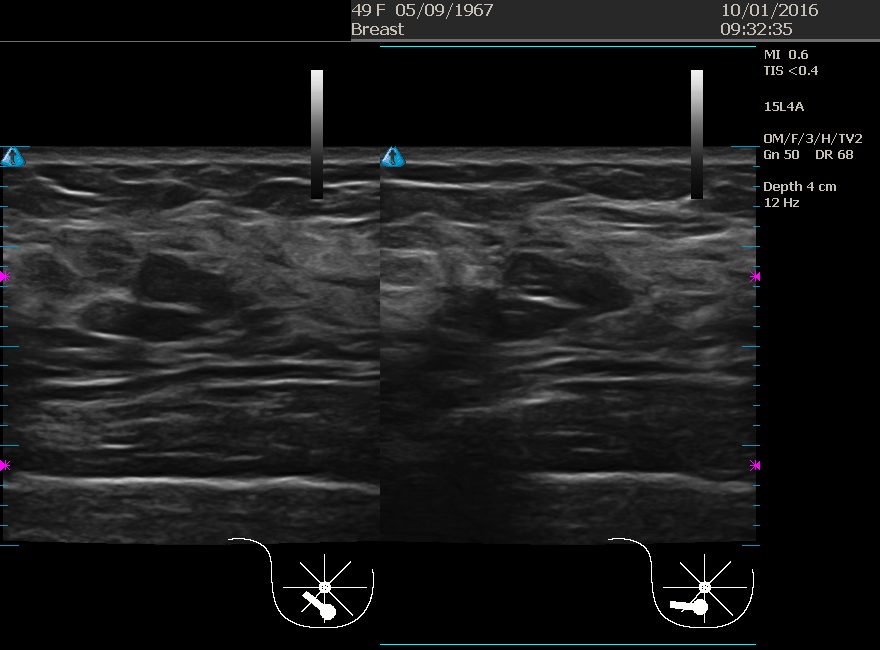 49 F 05/09/1967 10/01/2016
Breast 09:32:35
MI 0.6
TIS <0.4
15L4A
OM/F/3/H/TV2
Gn 50 DR 68
Depth 4 cm
12 Hz